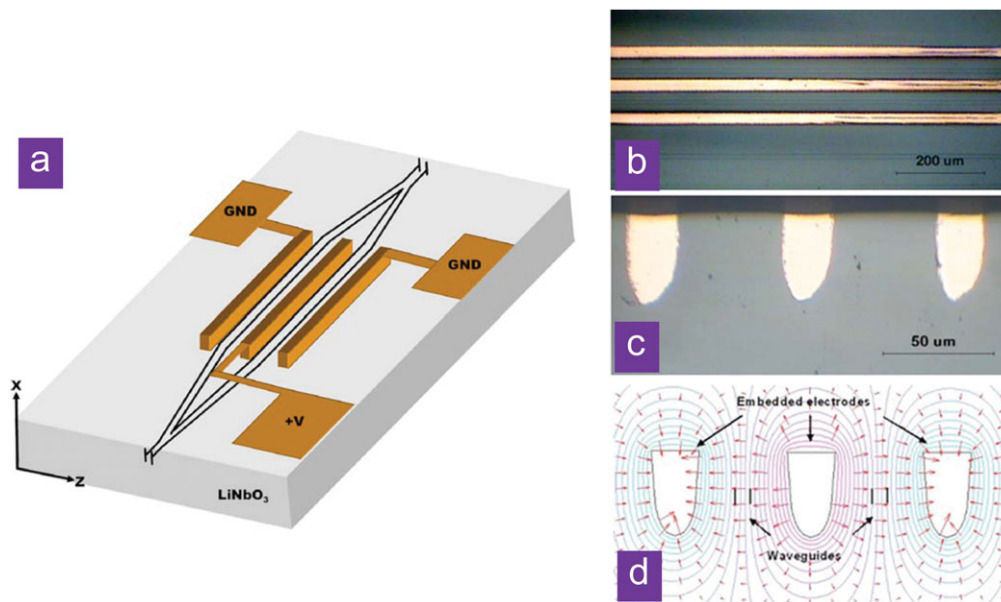 a
GND
GND
+V
X
Z
LiNbO₃
b
200 um
c
50 um
Embedded electrodes
Waveguides
d